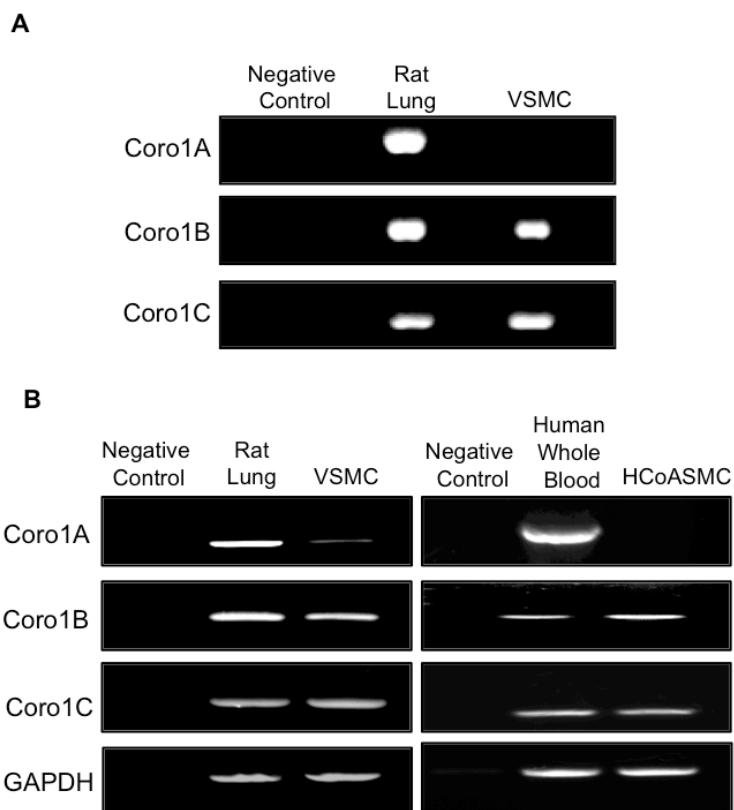 A
Negative
Control
Rat
Lung
VSMC
Coro1A
Coro1B
Coro1C
B
Negative
Control
Rat
Lung
VSMC
Negative
Control
Human
Whole
Blood
HCoASMC
Coro1A
Coro1B
Coro1C
GAPDH